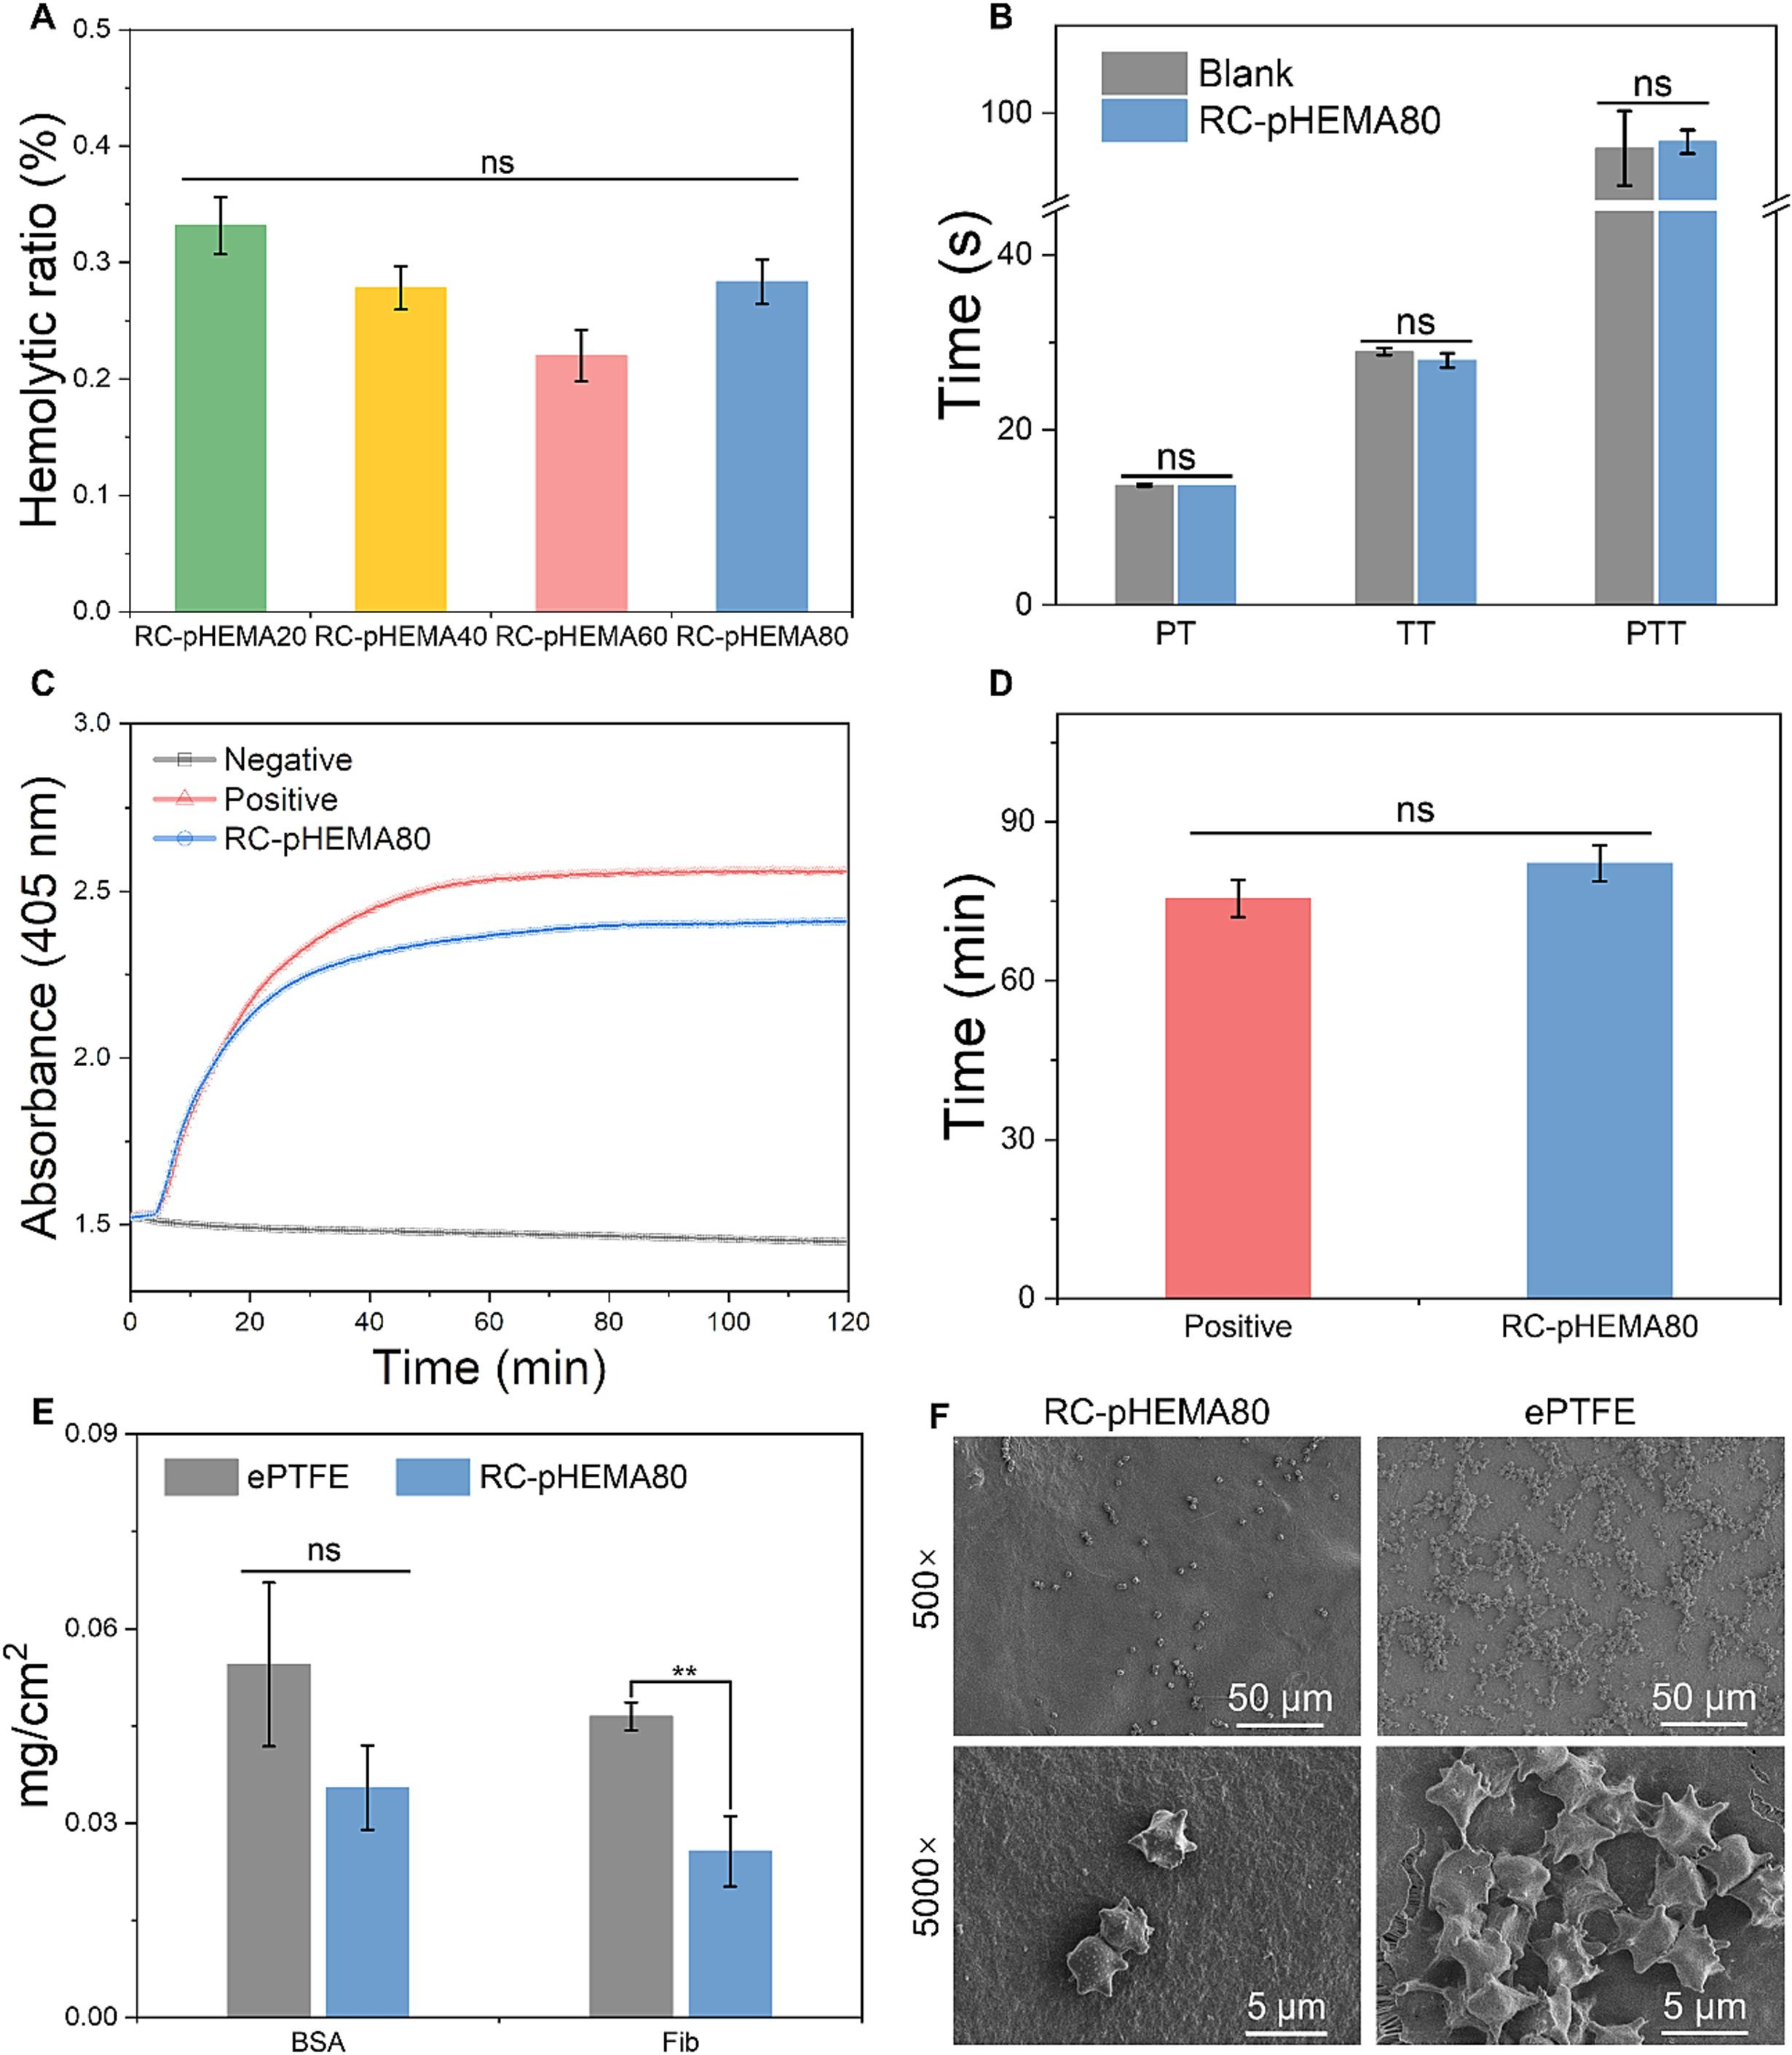 A
Hemolytic ratio (%)
0.5
0.4
0.3
0.2
0.1
0.0
ns
RC-pHEMA20 RC-pHEMA40 RC-pHEMA60 RC-pHEMA80
B
Time (s)
100
40
20
0
Blank
RC-pHEMA80
ns
ns
ns
PT TT PTT
C
Absorbance (405 nm)
3.0
2.5
2.0
1.5
Negative
Positive
RC-pHEMA80
0 20 40 60 80 100 120
Time (min)
D
Time (min)
90
60
30
0
ns
Positive RC-pHEMA80
E
mg/cm²
0.09
0.06
0.03
0.00
ePTFE RC-pHEMA80
ns
**
BSA Fib
F
RC-pHEMA80 ePTFE
500×
50 µm 50 µm
5000×
5 µm 5 µm